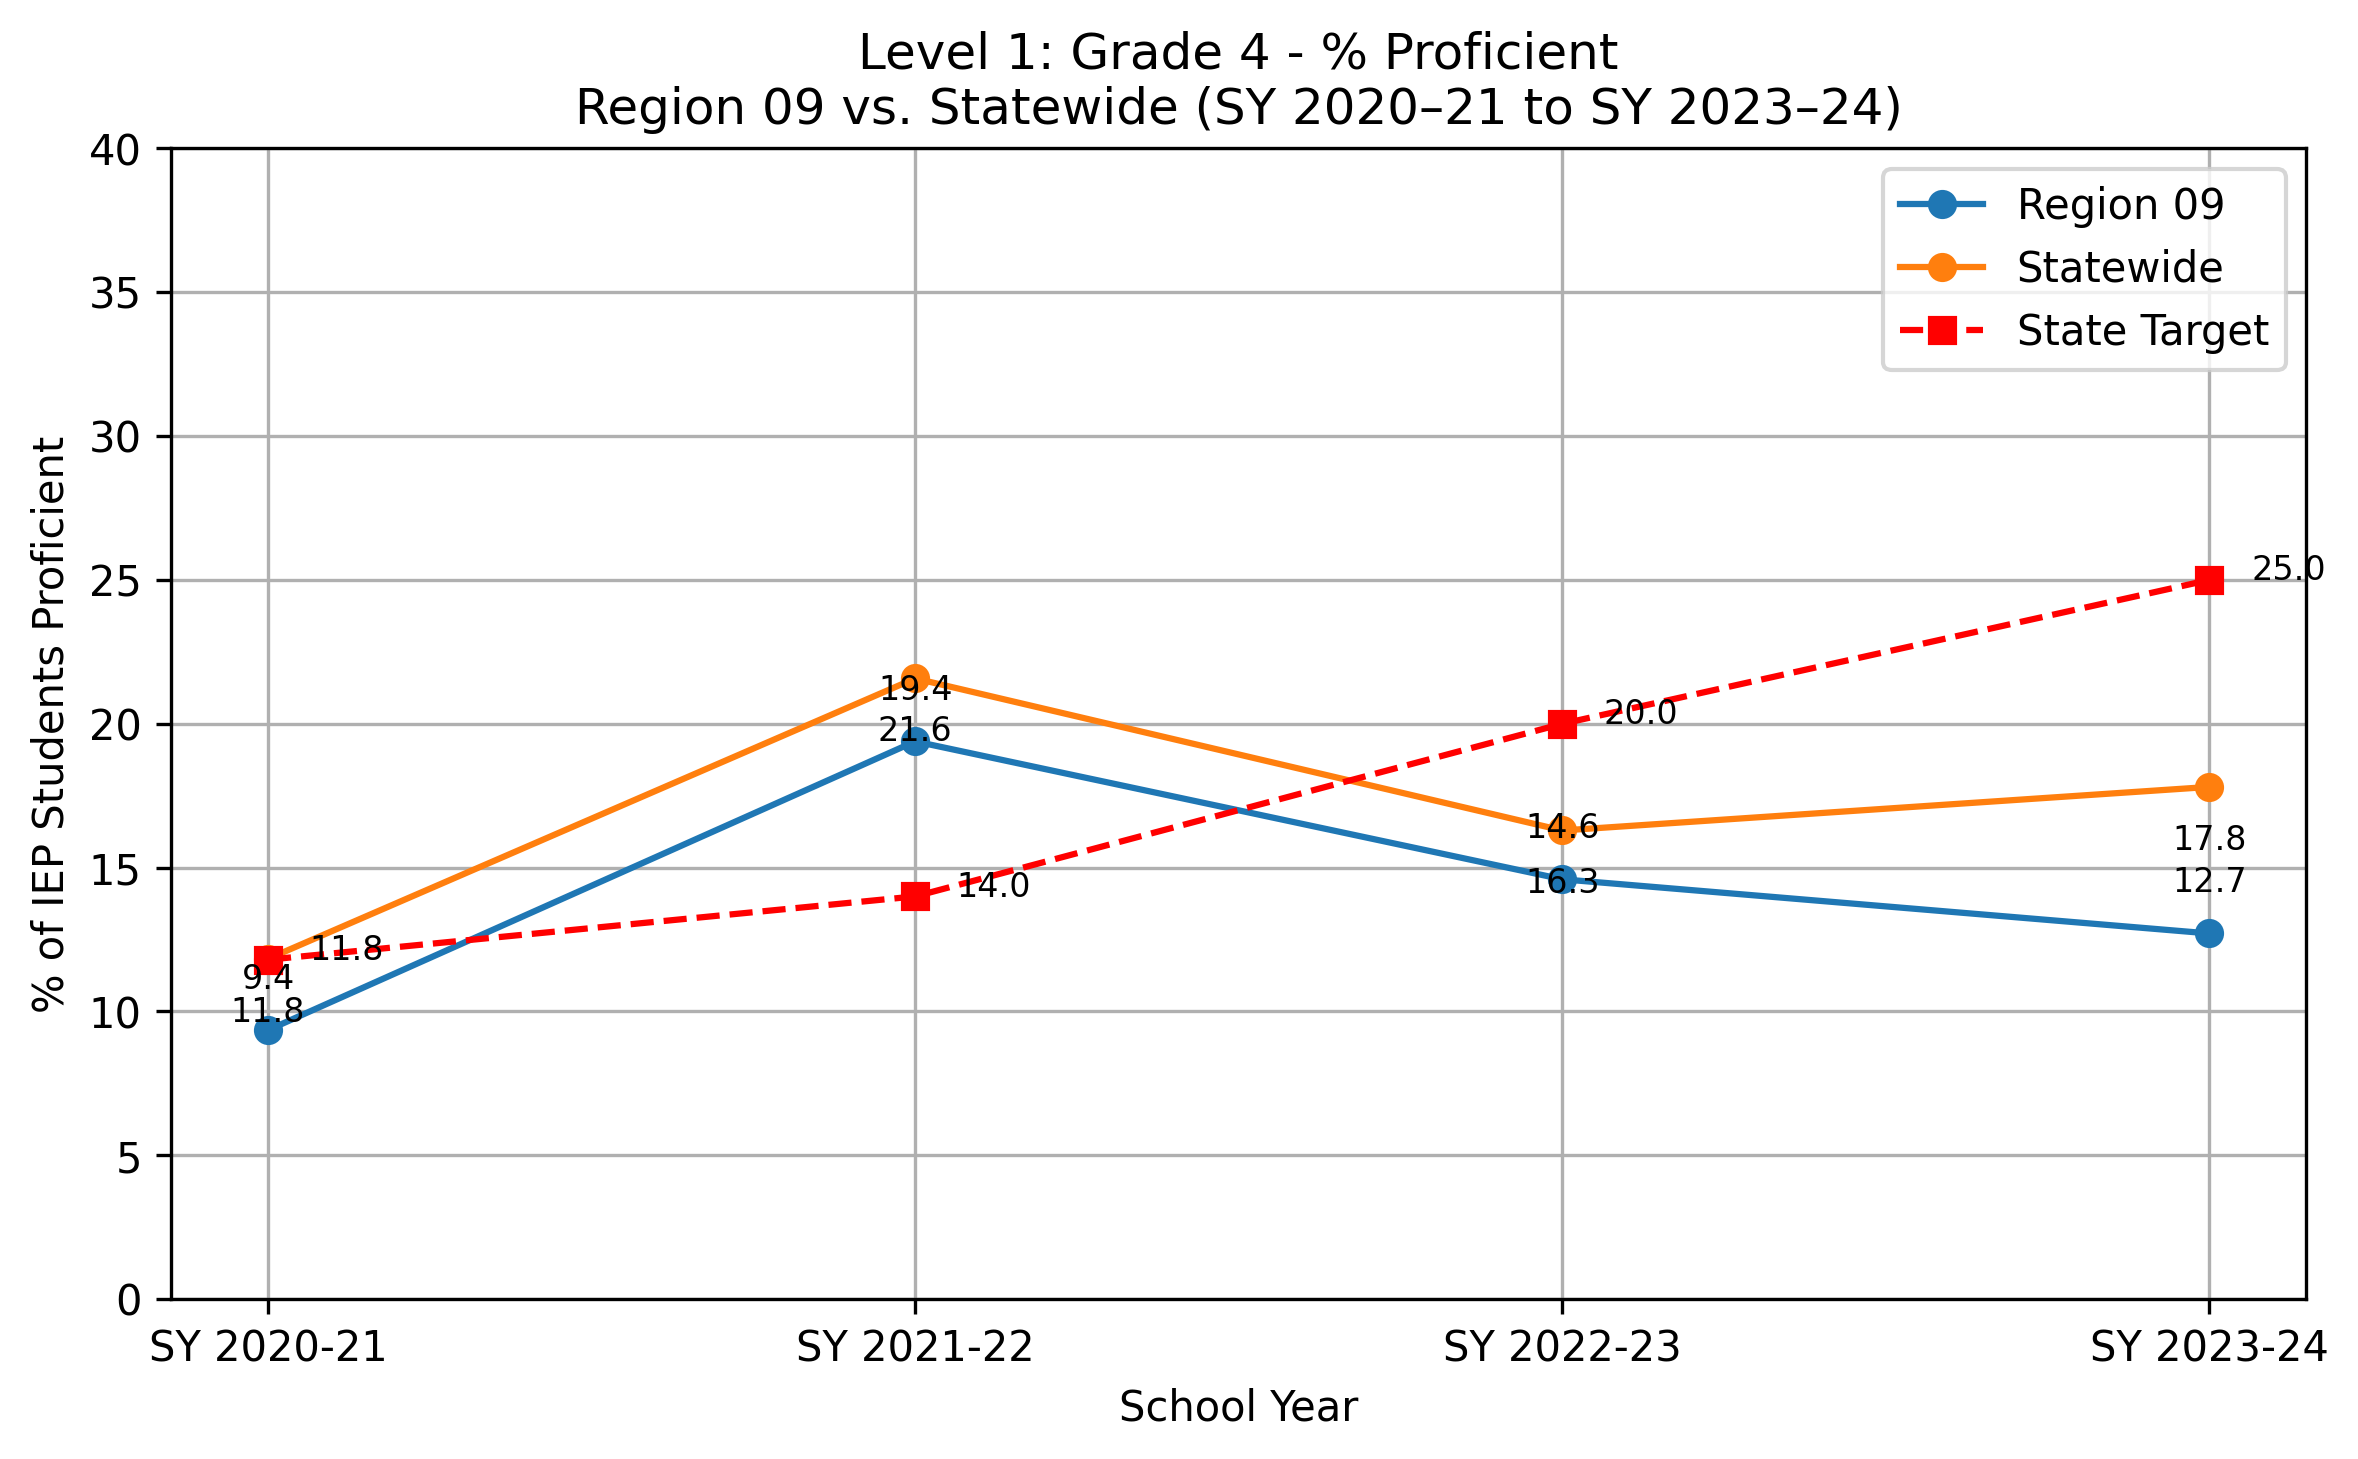 Level 1: Grade 4 - % Proficient
Region 09 vs. Statewide (SY 2020–21 to SY 2023–24)
40
35
30
25
20
15
10
5
0
% of IEP Students Proficient
Region 09
Statewide
State Target
25.0
19.4
21.6
20.0
14.6
16.3
17.8
12.7
14.0
11.8
9.4
11.8
SY 2020-21
SY 2021-22
SY 2022-23
SY 2023-24
School Year